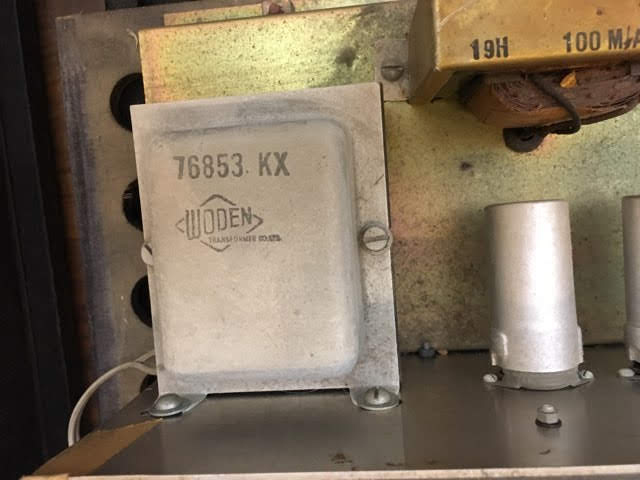 76853 KX
WODEN
TRANSFORMER CO. LTD.
19H 100 M/A